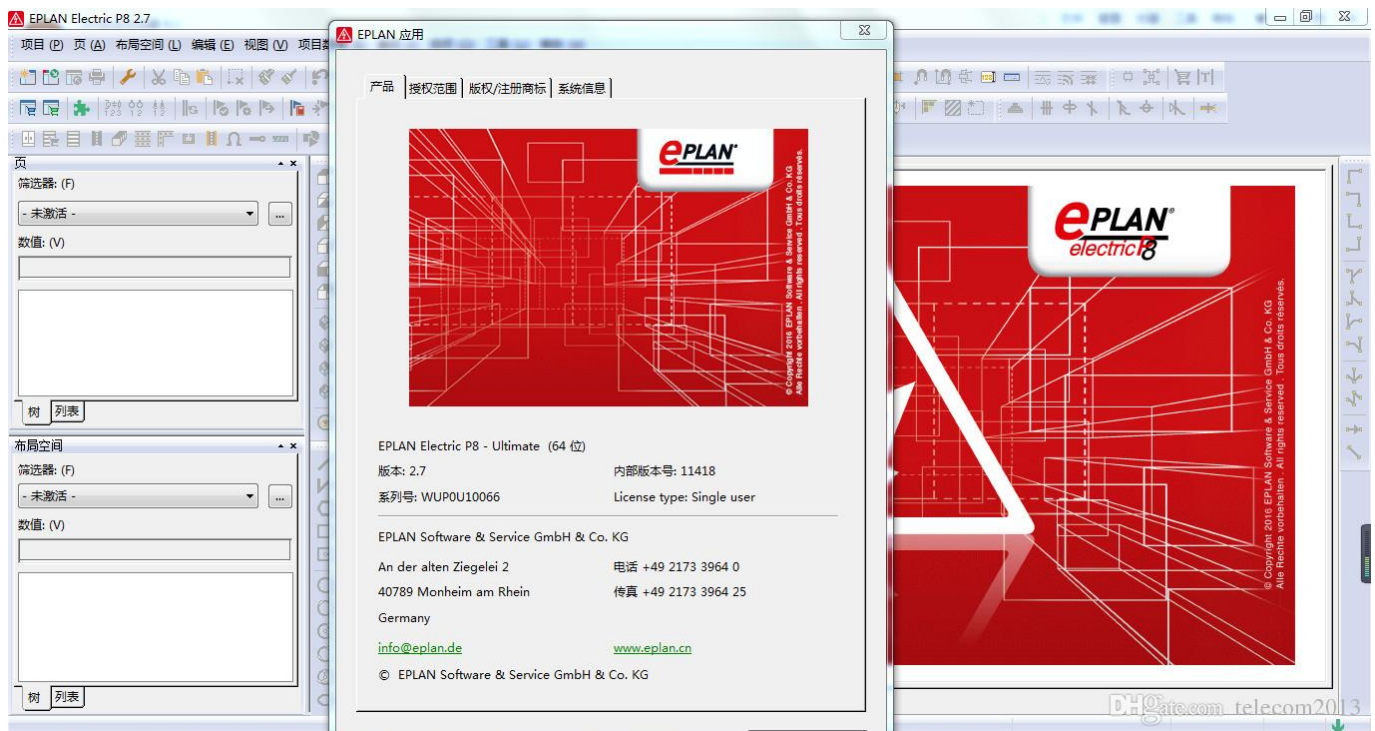 EPLAN Electric P8 2.7
项目 (P) 页 (A) 布局空间 (L) 编辑 (E) 视图 (V)
EPLAN 应用
产品 授权范围 版权/注册商标 系统信息
页
筛选器: (F)
- 未激活 -
...
数值: (V)
树 列表
布局空间
筛选器: (F)
- 未激活 -
...
数值: (V)
树 列表
ePLAN
© Copyright 2016 EPLAN Software & Service GmbH & Co. KG
Alle Rechte vorbehalten . All rights reserved . Tous droits réservés.
EPLAN Electric P8 - Ultimate (64 位)
版本: 2.7 内部版本号: 11418
系列号: WUP0U10066 License type: Single user
EPLAN Software & Service GmbH & Co. KG
An der alten Ziegelei 2 电话 +49 2173 3964 0
40789 Monheim am Rhein 传真 +49 2173 3964 25
Germany
info@eplan.de www.eplan.cn
© EPLAN Software & Service GmbH & Co. KG
ePLAN
electric P8
© Copyright 2016 EPLAN Software & Service GmbH & Co. KG
Alle Rechte vorbehalten . All rights reserved . Tous droits réservés.
DHgate.com telecom2013